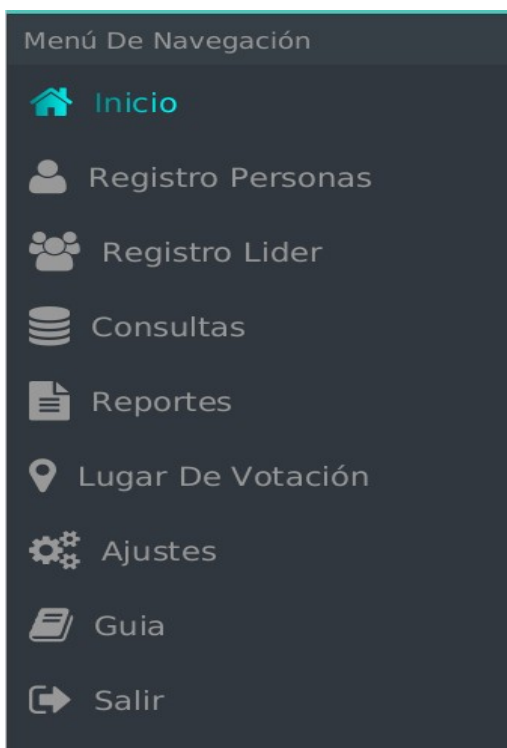 Menú De Navegación
Inicio
Registro Personas
Registro Lider
Consultas
Reportes
Lugar De Votación
Ajustes
Guia
Salir